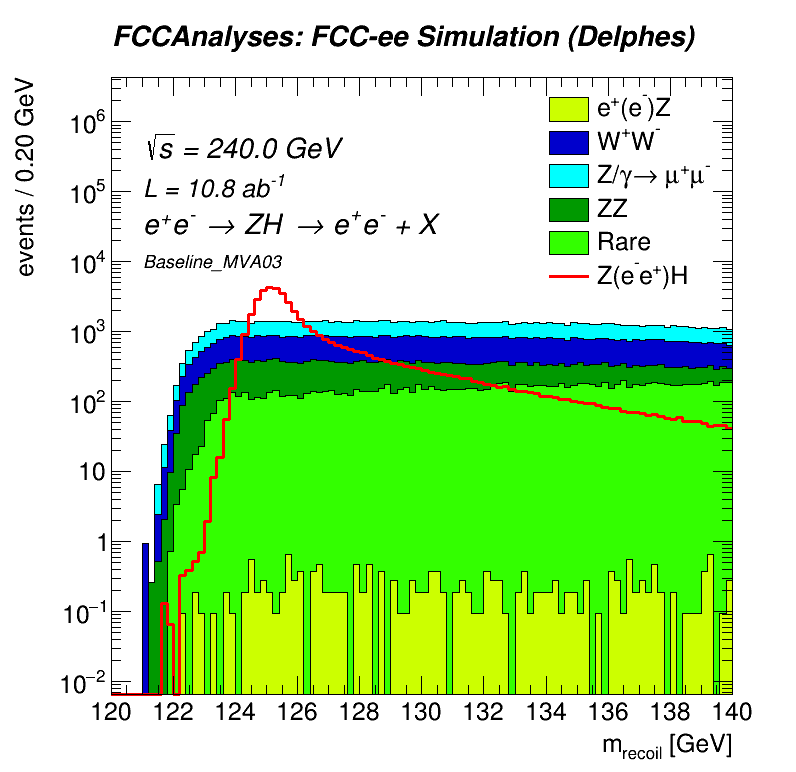 FCCAnalyses: FCC-ee Simulation (Delphes)
events / 0.20 GeV
√s = 240.0 GeV
L = 10.8 ab⁻¹
e⁺e⁻ → ZH → e⁺e⁻ + X
Baseline_MVA03
e⁺(e⁻)Z
W⁺W⁻
Z/γ→ μ⁺μ⁻
ZZ
Rare
Z(e⁻e⁺)H
10⁶
10⁵
10⁴
10³
10²
10
1
10⁻¹
10⁻²
120 122 124 126 128 130 132 134 136 138 140
m_recoil [GeV]